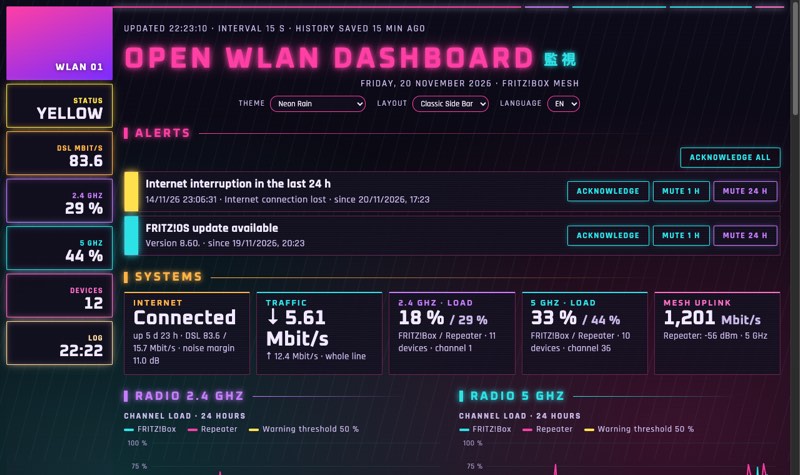 WLAN 01
STATUS
YELLOW
DSL MBIT/S
83.6
2.4 GHZ
29 %
5 GHZ
44 %
DEVICES
12
LOG
22:22
UPDATED 22:23:10 · INTERVAL 15 S · HISTORY SAVED 15 MIN AGO
OPEN WLAN DASHBOARD 監視
FRIDAY, 20 NOVEMBER 2026 · FRITZ!BOX MESH
THEME Neon Rain LAYOUT Classic Side Bar LANGUAGE EN
ALERTS
ACKNOWLEDGE ALL
Internet interruption in the last 24 h
14/11/26 23:06:31 · Internet connection lost · since 20/11/2026, 17:23
ACKNOWLEDGE MUTE 1 H MUTE 24 H
FRITZ!OS update available
Version 8.60. · since 19/11/2026, 20:23
ACKNOWLEDGE MUTE 1 H MUTE 24 H
SYSTEMS
INTERNET
Connected
up 5 d 23 h · DSL 83.6 /
15.7 Mbit/s · noise margin
11.0 dB
TRAFFIC
↓ 5.61
Mbit/s
↑ 12.4 Mbit/s · whole line
2.4 GHZ · LOAD
18 % / 29 %
FRITZ!Box / Repeater · 11
devices · channel 1
5 GHZ · LOAD
33 % / 44 %
FRITZ!Box / Repeater · 10
devices · channel 36
MESH UPLINK
1,201 Mbit/s
Repeater: -56 dBm · 5 GHz
RADIO 2.4 GHZ
CHANNEL LOAD · 24 HOURS
FRITZ!Box Repeater Warning threshold 50 %
100 %
75 %
RADIO 5 GHZ
CHANNEL LOAD · 24 HOURS
FRITZ!Box Repeater Warning threshold 50 %
100 %
75 %